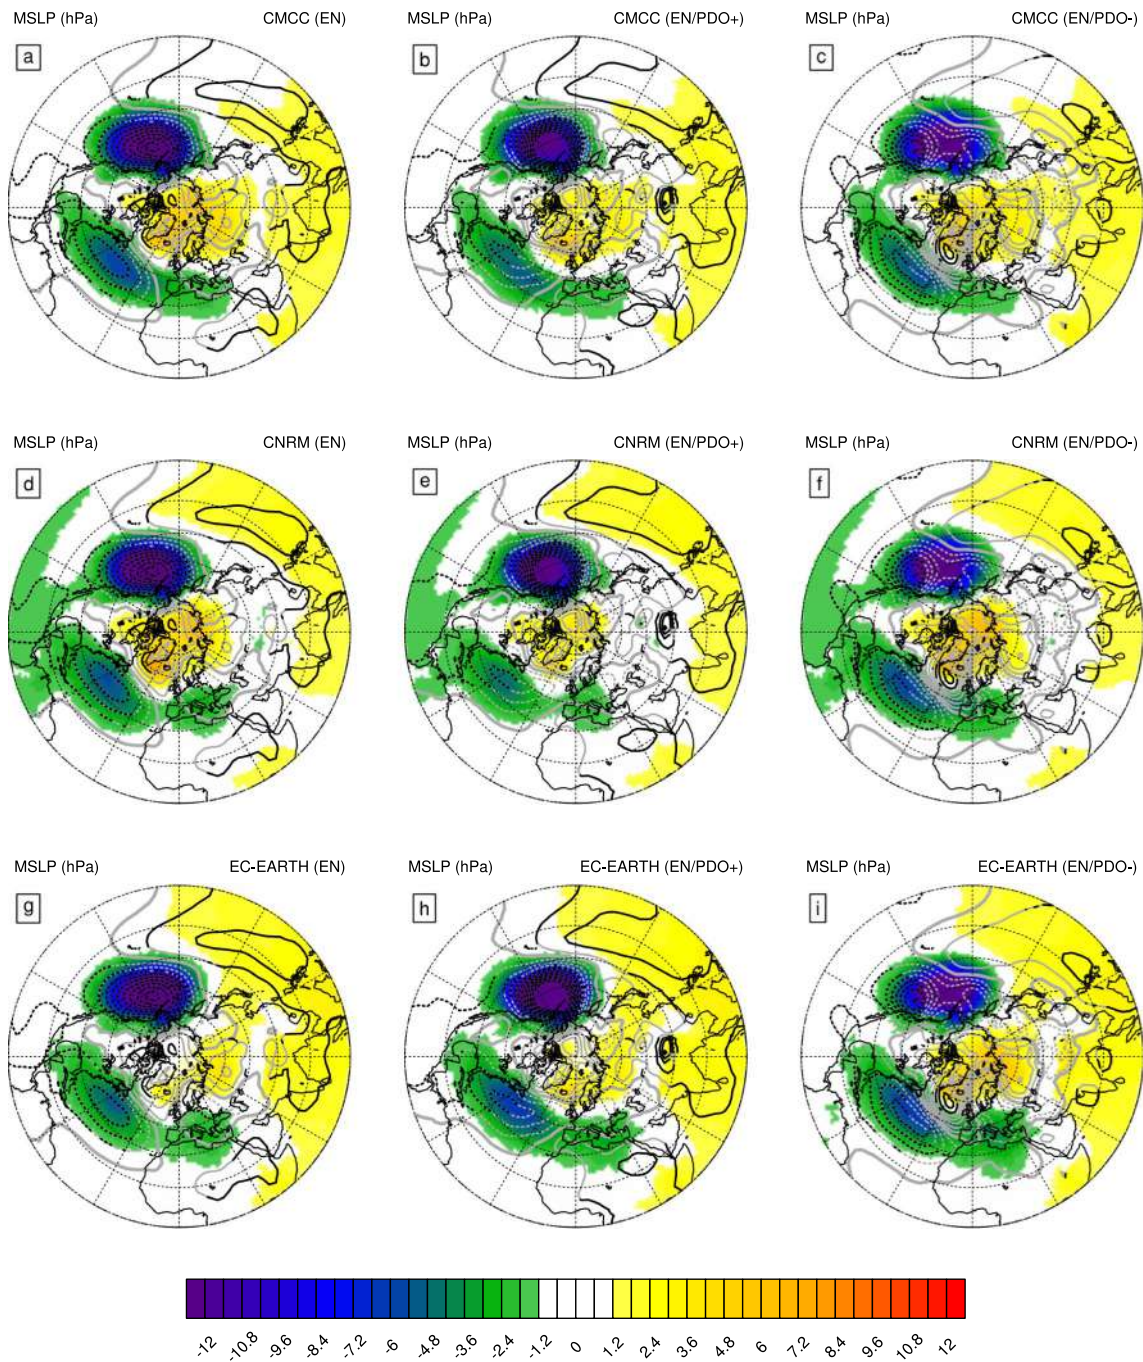 MSLP (hPa) CMCC (EN) MSLP (hPa) CMCC (EN/PDO+) MSLP (hPa) CMCC (EN/PDO-)
a b c
MSLP (hPa) CNRM (EN) MSLP (hPa) CNRM (EN/PDO+) MSLP (hPa) CNRM (EN/PDO-)
d e f
MSLP (hPa) EC-EARTH (EN) MSLP (hPa) EC-EARTH (EN/PDO+) MSLP (hPa) EC-EARTH (EN/PDO-)
g h i
-12 -10.8 -9.6 -8.4 -7.2 -6 -4.8 -3.6 -2.4 -1.2 0 1.2 2.4 3.6 4.8 6 7.2 8.4 9.6 10.8 12